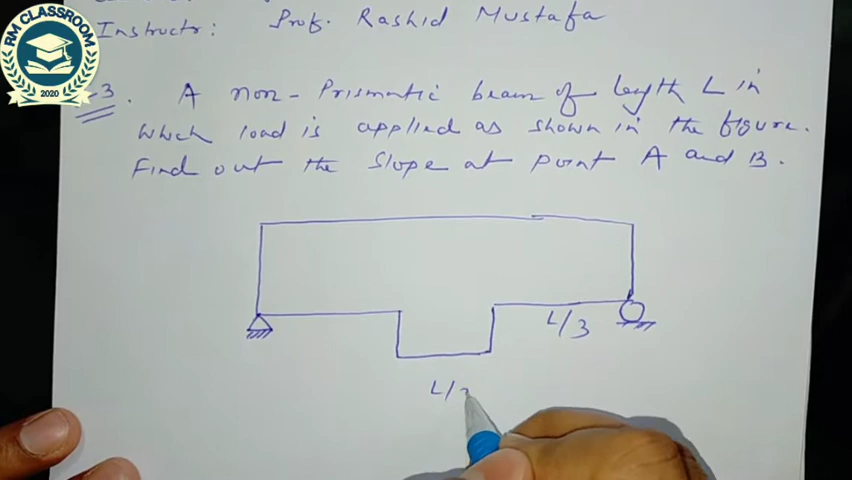 RM CLASSROOM
2020
Instructr: Prof. Rashid Mustafa
-3. A non-Prismatic beam of length L in
which load is applied as shown in the figure.
Find out the Slope at point A and B.
L/3
L/3